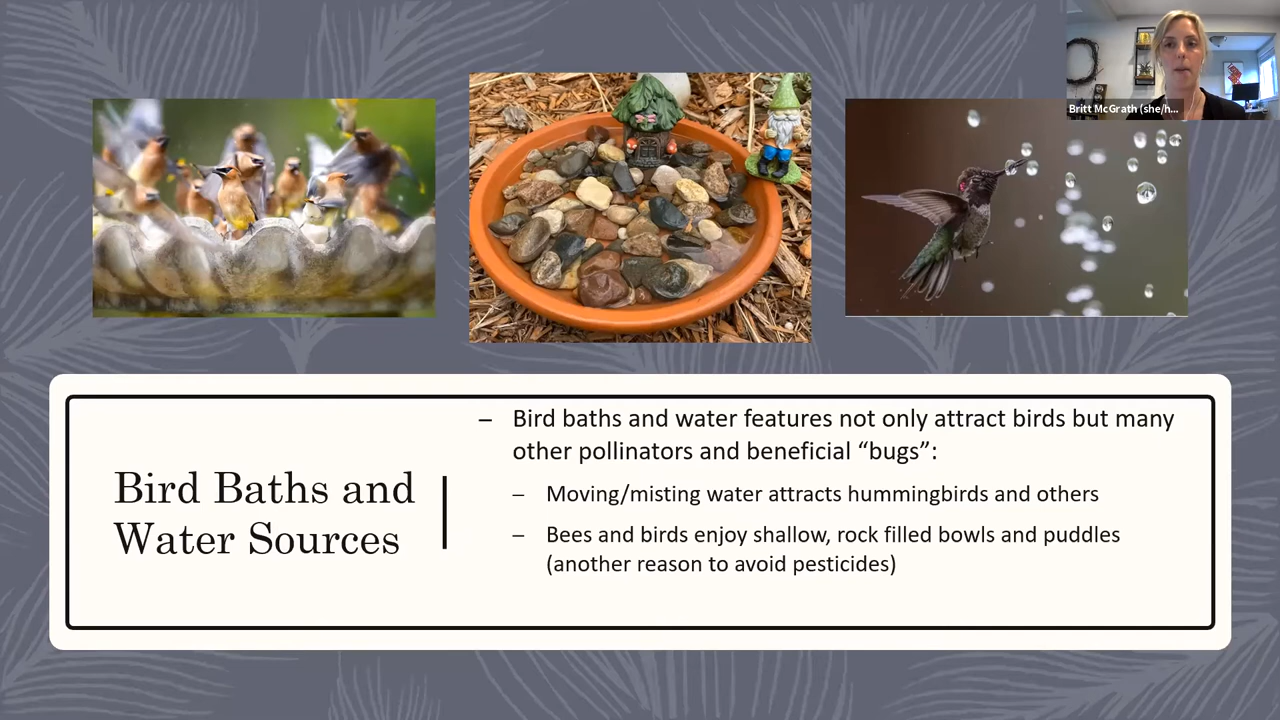 Britt McGrath (she/h...
Bird Baths and
Water Sources
– Bird baths and water features not only attract birds but many
other pollinators and beneficial “bugs”:
– Moving/misting water attracts hummingbirds and others
– Bees and birds enjoy shallow, rock filled bowls and puddles
(another reason to avoid pesticides)